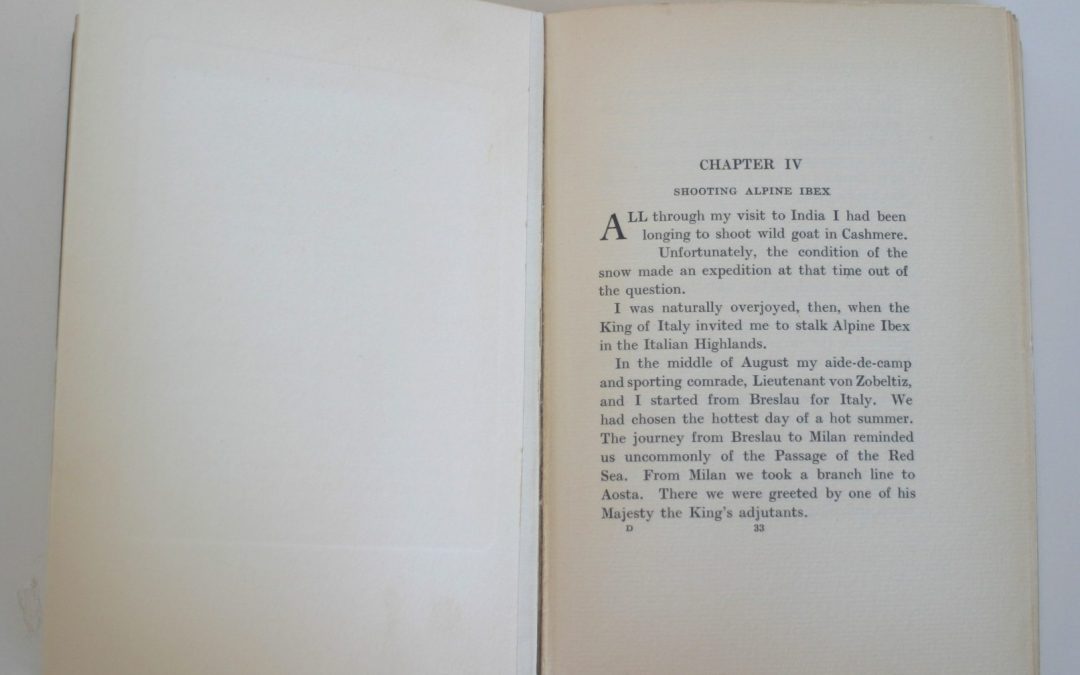 CHAPTER IV
SHOOTING ALPINE IBEX
ALL through my visit to India I had been
longing to shoot wild goat in Cashmere.
Unfortunately, the condition of the
snow made an expedition at that time out of
the question.
I was naturally overjoyed, then, when the
King of Italy invited me to stalk Alpine Ibex
in the Italian Highlands.
In the middle of August my aide-de-camp
and sporting comrade, Lieutenant von Zobeltiz,
and I started from Breslau for Italy. We
had chosen the hottest day of a hot summer.
The journey from Breslau to Milan reminded
us uncommonly of the Passage of the Red
Sea. From Milan we took a branch line to
Aosta. There we were greeted by one of his
Majesty the King's adjutants.
D 33